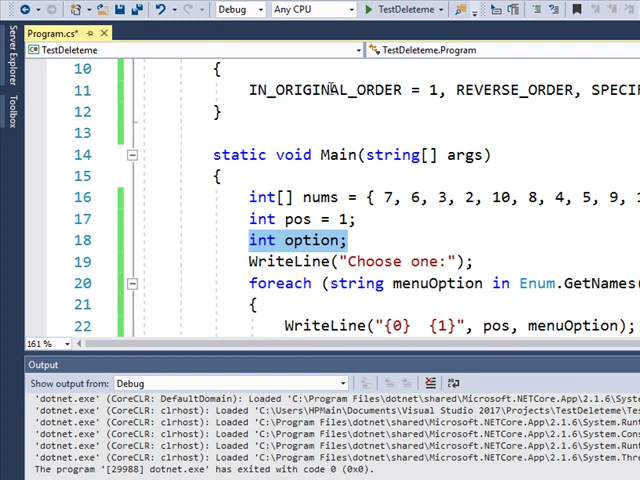 Debug Any CPU TestDeleteme
Program.cs*
TestDeleteme TestDeleteme.Program
Server Explorer
Toolbox
10 {
11 IN_ORIGINAL_ORDER = 1, REVERSE_ORDER, SPECIF
12 }
13
14 static void Main(string[] args)
15 {
16 int[] nums = { 7, 6, 3, 2, 10, 8, 4, 5, 9, 1
17 int pos = 1;
18 int option;
19 WriteLine("Choose one:");
20 foreach (string menuOption in Enum.GetNames(
21 {
22 WriteLine("{0}  {1}", pos, menuOption);
161 %
Output
Show output from: Debug
'dotnet.exe' (CoreCLR: DefaultDomain): Loaded 'C:\Program Files\dotnet\shared\Microsoft.NETCore.App\2.1.6\System
'dotnet.exe' (CoreCLR: clrhost): Loaded 'C:\Users\HPMain\Documents\Visual Studio 2017\Projects\TestDeleteme\Test
'dotnet.exe' (CoreCLR: clrhost): Loaded 'C:\Program Files\dotnet\shared\Microsoft.NETCore.App\2.1.6\System.Runt
'dotnet.exe' (CoreCLR: clrhost): Loaded 'C:\Program Files\dotnet\shared\Microsoft.NETCore.App\2.1.6\System.Cons
'dotnet.exe' (CoreCLR: clrhost): Loaded 'C:\Program Files\dotnet\shared\Microsoft.NETCore.App\2.1.6\System.Runt
'dotnet.exe' (CoreCLR: clrhost): Loaded 'C:\Program Files\dotnet\shared\Microsoft.NETCore.App\2.1.6\System.Thre
The program '[29988] dotnet.exe' has exited with code 0 (0x0).